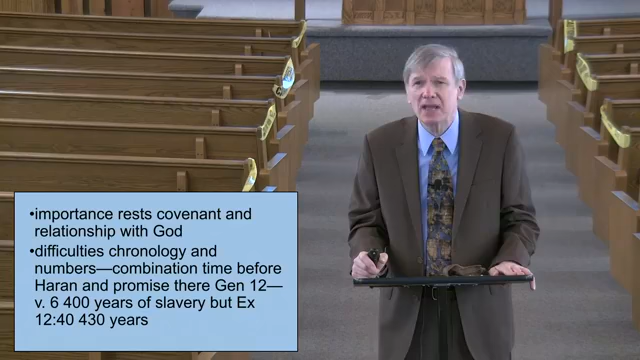 •importance rests covenant and
relationship with God
•difficulties chronology and
numbers—combination time before
Haran and promise there Gen 12—
v. 6 400 years of slavery but Ex
12:40 430 years